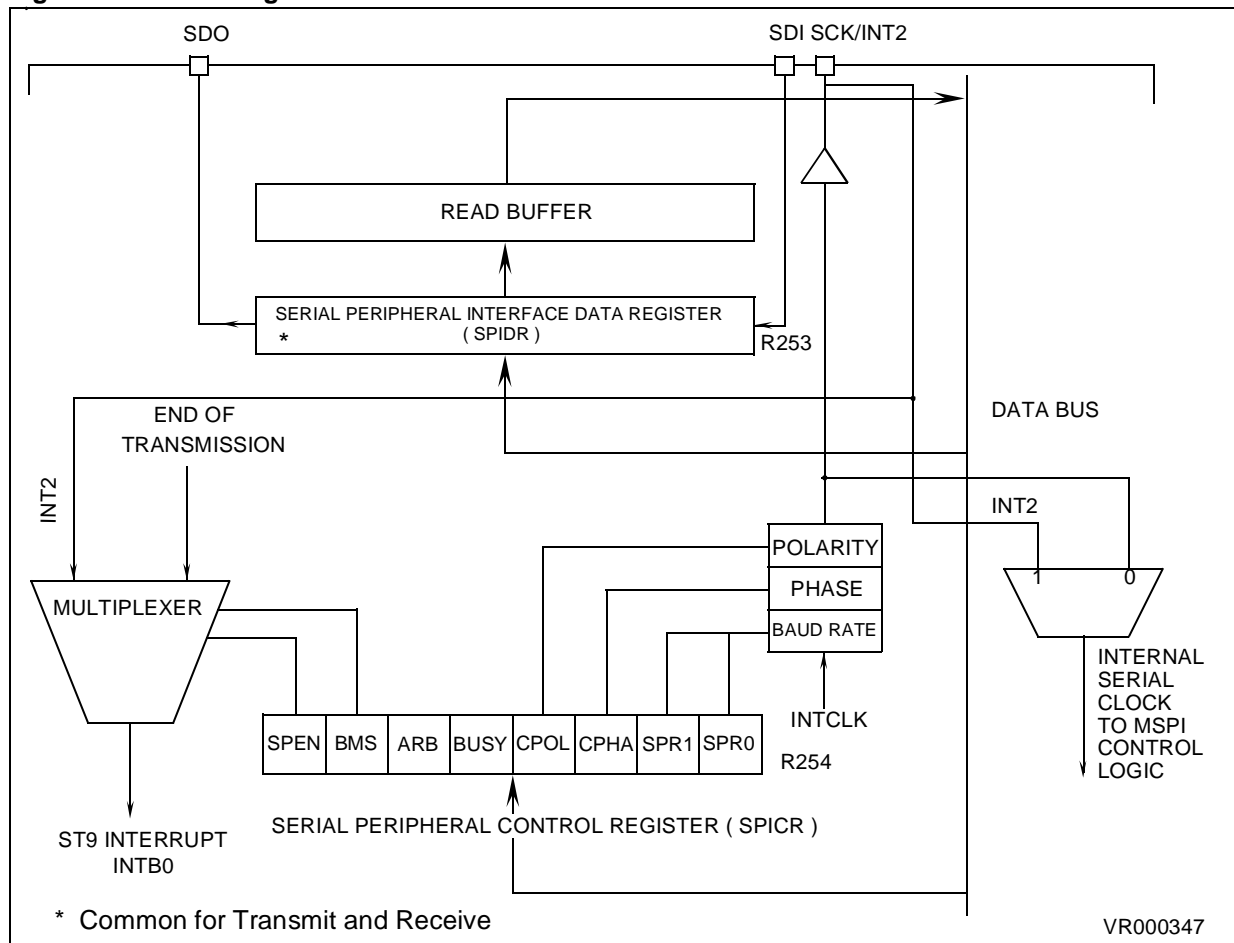 SDO
SDI SCK/INT2
READ BUFFER
SERIAL PERIPHERAL INTERFACE DATA REGISTER
* ( SPIDR )
R253
END OF
TRANSMISSION
DATA BUS
INT2
INT2
POLARITY
PHASE
BAUD RATE
1 0
MULTIPLEXER
INTERNAL
SERIAL
CLOCK
TO MSPI
CONTROL
LOGIC
INTCLK
SPEN BMS ARB BUSY CPOL CPHA SPR1 SPR0
R254
SERIAL PERIPHERAL CONTROL REGISTER ( SPICR )
ST9 INTERRUPT
INTB0
* Common for Transmit and Receive
VR000347